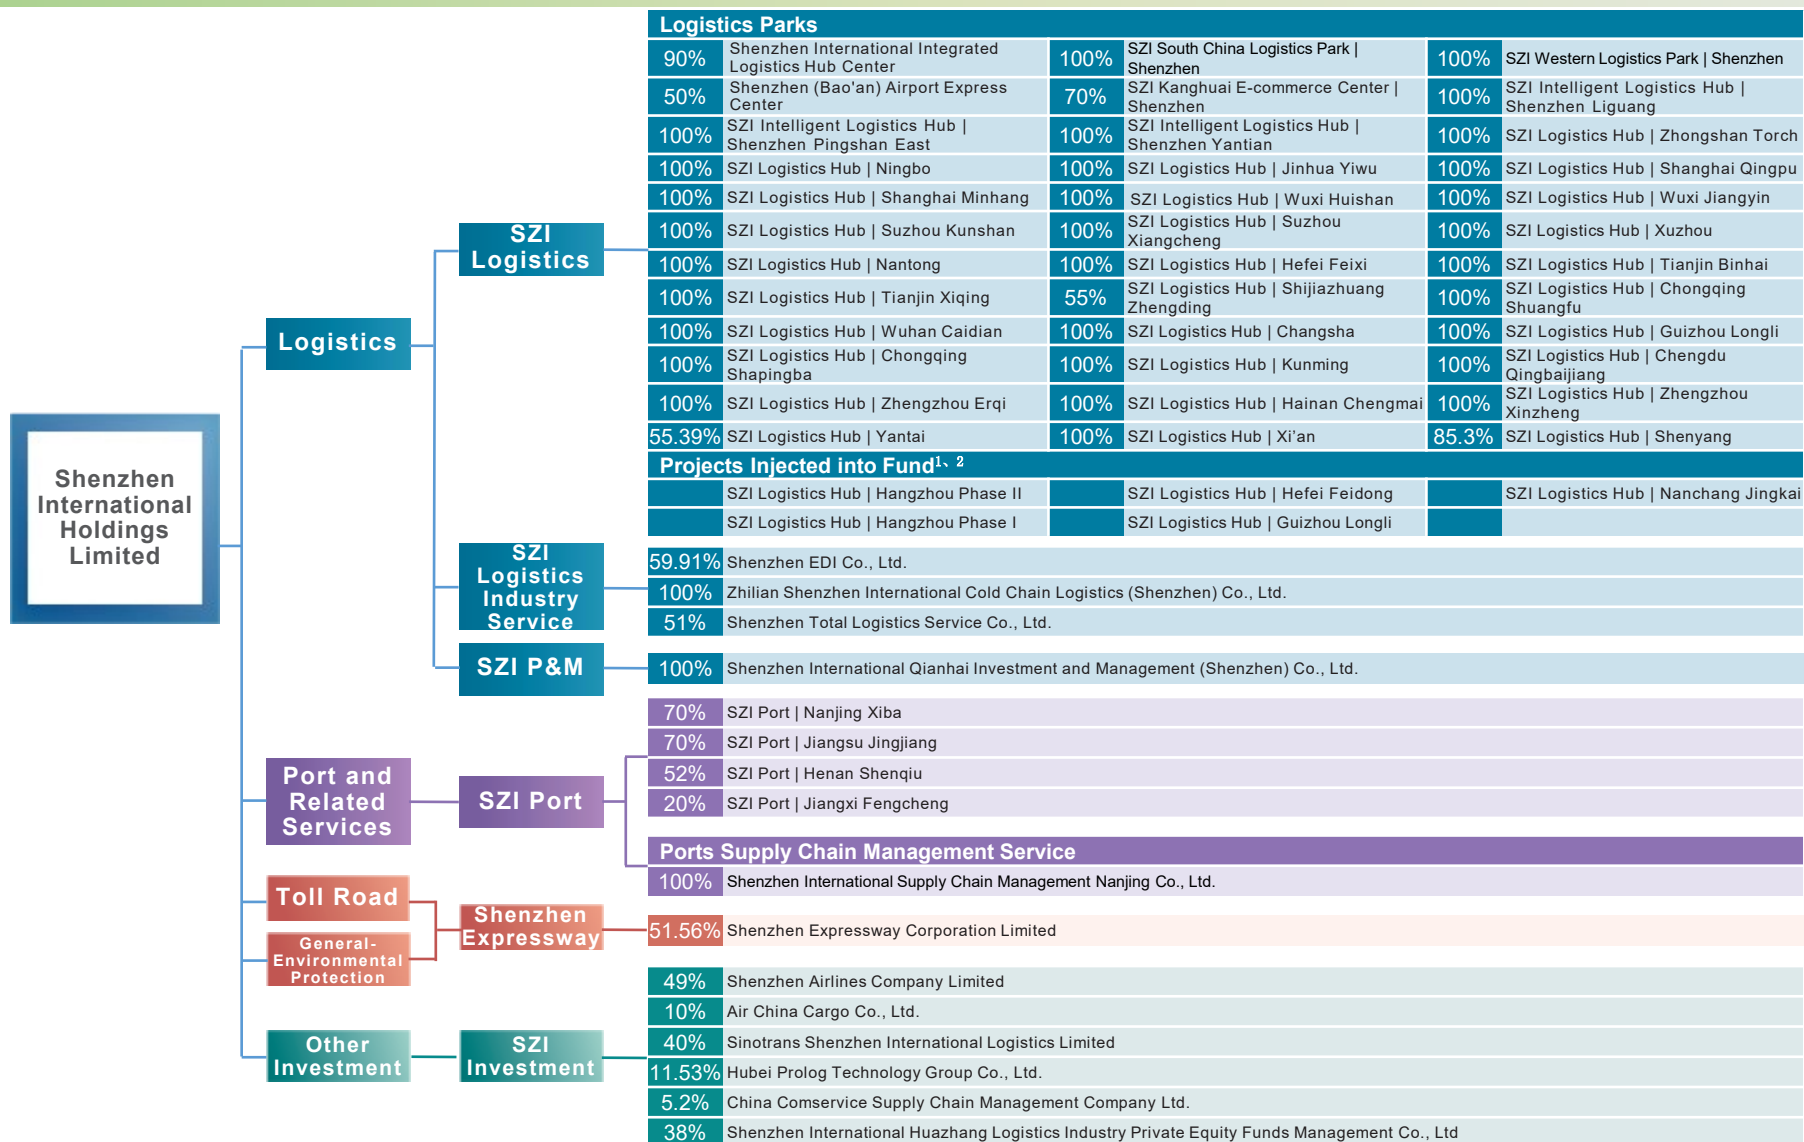 Shenzhen
International
Holdings
Limited
Logistics
SZI
Logistics
Logistics Parks
90% Shenzhen International Integrated
Logistics Hub Center
100% SZI South China Logistics Park |
Shenzhen
100% SZI Western Logistics Park | Shenzhen
50% Shenzhen (Bao'an) Airport Express
Center
70% SZI Kanghuai E-commerce Center |
Shenzhen
100% SZI Intelligent Logistics Hub |
Shenzhen Liguang
100% SZI Intelligent Logistics Hub |
Shenzhen Pingshan East
100% SZI Intelligent Logistics Hub |
Shenzhen Yantian
100% SZI Logistics Hub | Zhongshan Torch
100% SZI Logistics Hub | Ningbo
100% SZI Logistics Hub | Jinhua Yiwu
100% SZI Logistics Hub | Shanghai Qingpu
100% SZI Logistics Hub | Shanghai Minhang
100% SZI Logistics Hub | Wuxi Huishan
100% SZI Logistics Hub | Wuxi Jiangyin
100% SZI Logistics Hub | Suzhou Kunshan
100% SZI Logistics Hub | Suzhou
Xiangcheng
100% SZI Logistics Hub | Xuzhou
100% SZI Logistics Hub | Nantong
100% SZI Logistics Hub | Hefei Feixi
100% SZI Logistics Hub | Tianjin Binhai
100% SZI Logistics Hub | Tianjin Xiqing
55% SZI Logistics Hub | Shijiazhuang
Zhengding
100% SZI Logistics Hub | Chongqing
Shuangfu
100% SZI Logistics Hub | Wuhan Caidian
100% SZI Logistics Hub | Changsha
100% SZI Logistics Hub | Guizhou Longli
100% SZI Logistics Hub | Chongqing
Shapingba
100% SZI Logistics Hub | Kunming
100% SZI Logistics Hub | Chengdu
Qingbaijiang
100% SZI Logistics Hub | Zhengzhou Erqi
100% SZI Logistics Hub | Hainan Chengmai
100% SZI Logistics Hub | Zhengzhou
Xinzheng
55.39% SZI Logistics Hub | Yantai
100% SZI Logistics Hub | Xi'an
85.3% SZI Logistics Hub | Shenyang
Projects Injected into Fund1、2
SZI Logistics Hub | Hangzhou Phase II
SZI Logistics Hub | Hefei Feidong
SZI Logistics Hub | Nanchang Jingkai
SZI Logistics Hub | Hangzhou Phase I
SZI Logistics Hub | Guizhou Longli
SZI
Logistics
Industry
Service
59.91% Shenzhen EDI Co., Ltd.
100% Zhilian Shenzhen International Cold Chain Logistics (Shenzhen) Co., Ltd.
51% Shenzhen Total Logistics Service Co., Ltd.
SZI P&M
100% Shenzhen International Qianhai Investment and Management (Shenzhen) Co., Ltd.
Port and
Related
Services
SZI Port
70% SZI Port | Nanjing Xiba
70% SZI Port | Jiangsu Jingjiang
52% SZI Port | Henan Shenqiu
20% SZI Port | Jiangxi Fengcheng
Ports Supply Chain Management Service
100% Shenzhen International Supply Chain Management Nanjing Co., Ltd.
Toll Road
General-
Environmental
Protection
Shenzhen
Expressway
51.56% Shenzhen Expressway Corporation Limited
Other
Investment
SZI
Investment
49% Shenzhen Airlines Company Limited
10% Air China Cargo Co., Ltd.
40% Sinotrans Shenzhen International Logistics Limited
11.53% Hubei Prolog Technology Group Co., Ltd.
5.2% China Comservice Supply Chain Management Company Ltd.
38% Shenzhen International Huazhang Logistics Industry Private Equity Funds Management Co., Ltd